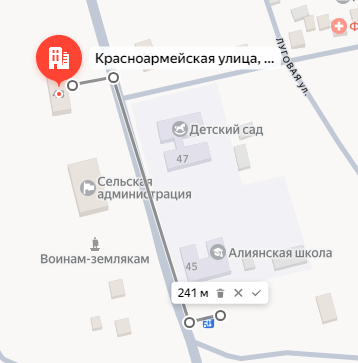 Красноармейская улица, ...
ЛУГОВАЯ УЛ.
Детский сад
47
Сельская
администрация
Воинам-землякам
Алиянская школа
45
241 м